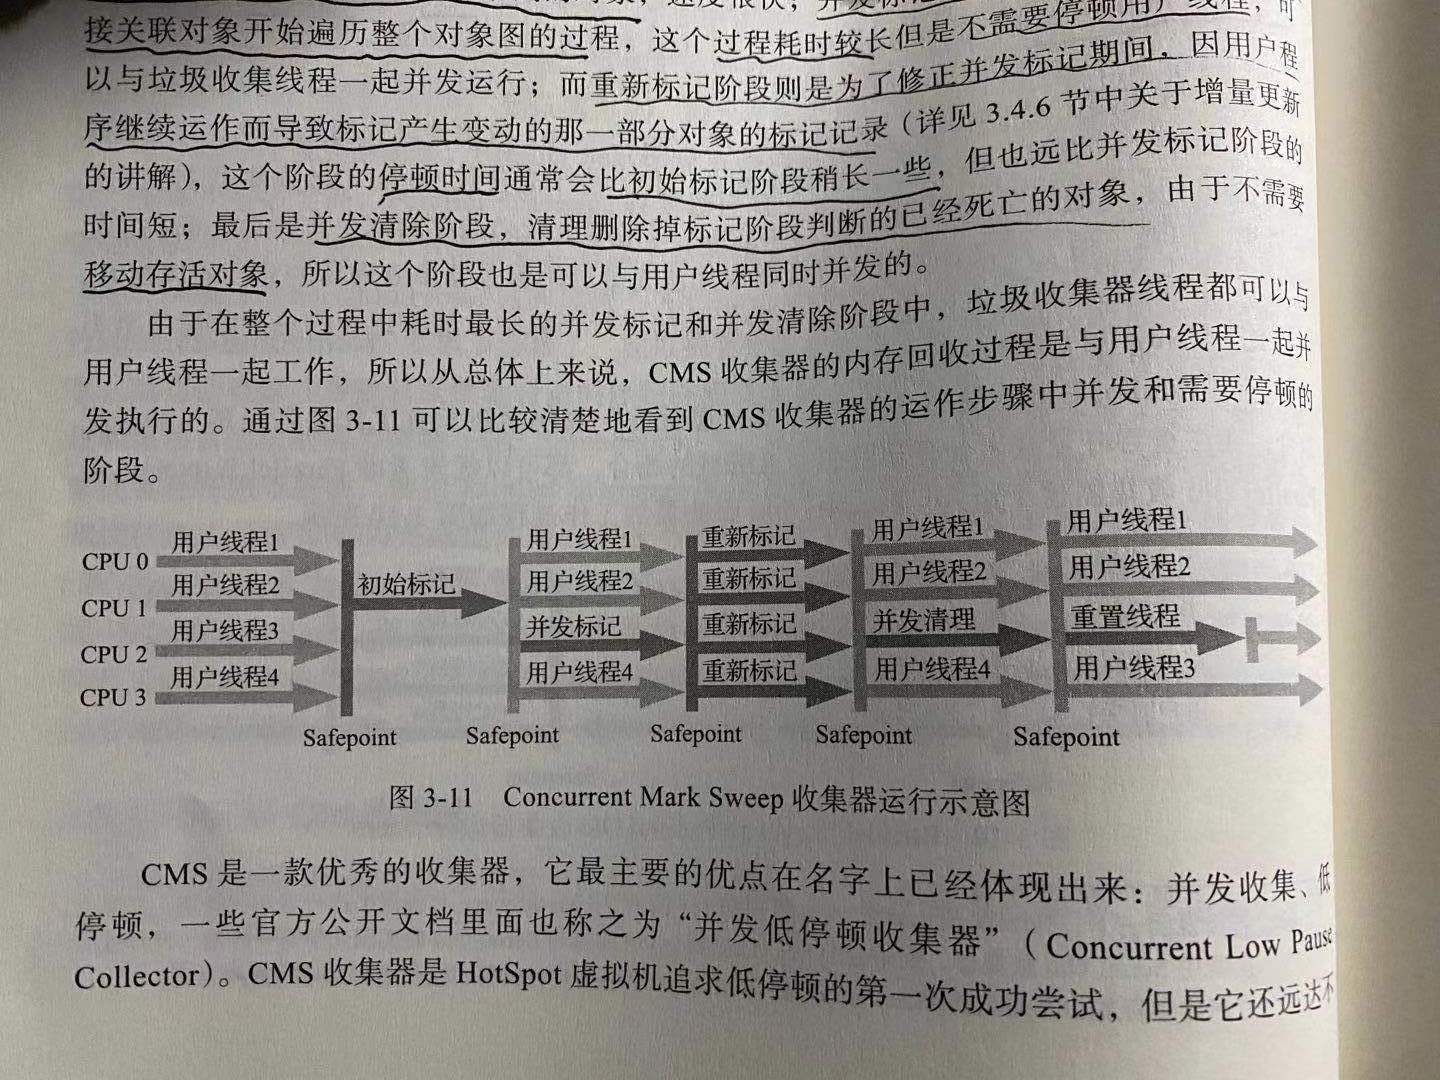 接关联对象开始遍历整个对象图的过程，这个过程耗时较长但是不需要停顿用户线程，可
以与垃圾收集线程一起并发运行；而重新标记阶段则是为了修正并发标记期间，因用户程
序继续运作而导致标记产生变动的那一部分对象的标记记录（详见 3.4.6 节中关于增量更新
的讲解），这个阶段的停顿时间通常会比初始标记阶段稍长一些，但也远比并发标记阶段的
时间短；最后是并发清除阶段，清理删除掉标记阶段判断的已经死亡的对象，由于不需要
移动存活对象，所以这个阶段也是可以与用户线程同时并发的。
由于在整个过程中耗时最长的并发标记和并发清除阶段中，垃圾收集器线程都可以与
用户线程一起工作，所以从总体上来说，CMS 收集器的内存回收过程是与用户线程一起并
发执行的。通过图 3-11 可以比较清楚地看到 CMS 收集器的运作步骤中并发和需要停顿的
阶段。
CPU 0 用户线程1 用户线程1 重新标记 用户线程1 用户线程1
CPU 1 用户线程2 初始标记 用户线程2 重新标记 用户线程2 用户线程2
CPU 2 用户线程3 并发标记 重新标记 并发清理 重置线程
CPU 3 用户线程4 用户线程4 重新标记 用户线程4 用户线程3
Safepoint Safepoint Safepoint Safepoint Safepoint
图 3-11 Concurrent Mark Sweep 收集器运行示意图
CMS 是一款优秀的收集器，它最主要的优点在名字上已经体现出来：并发收集、低
停顿，一些官方公开文档里面也称之为“并发低停顿收集器”（Concurrent Low Pause
Collector）。CMS 收集器是 HotSpot 虚拟机追求低停顿的第一次成功尝试，但是它还远达不